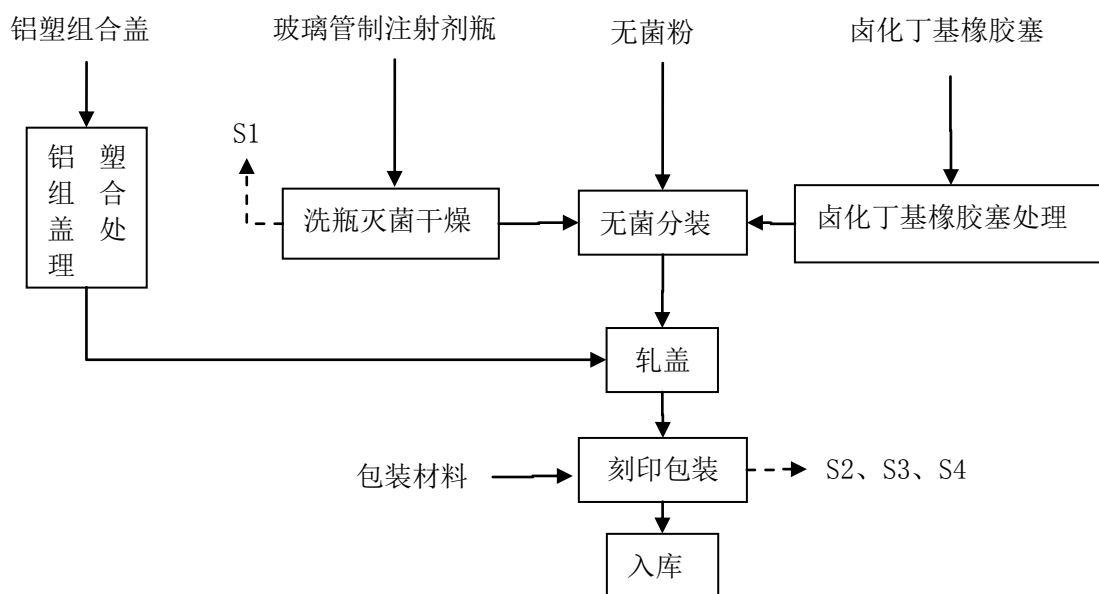 铝塑组合盖
玻璃管制注射剂瓶
无菌粉
卤化丁基橡胶塞
S1
铝 塑
组 合
盖 处
理
洗瓶灭菌干燥
无菌分装
卤化丁基橡胶塞处理
轧盖
包装材料
刻印包装
S2、S3、S4
入库